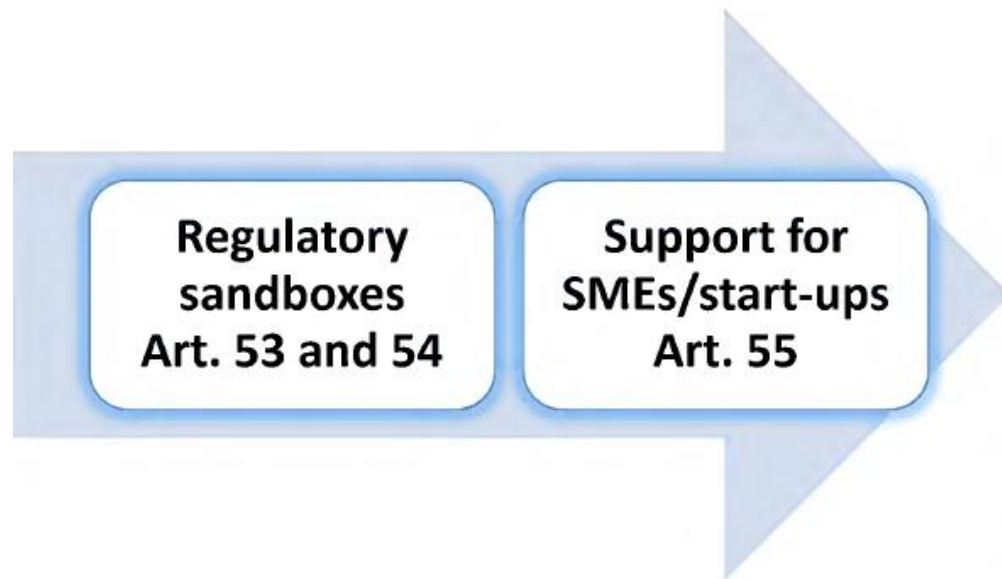 Regulatory
sandboxes
Art. 53 and 54
Support for
SMEs/start-ups
Art. 55